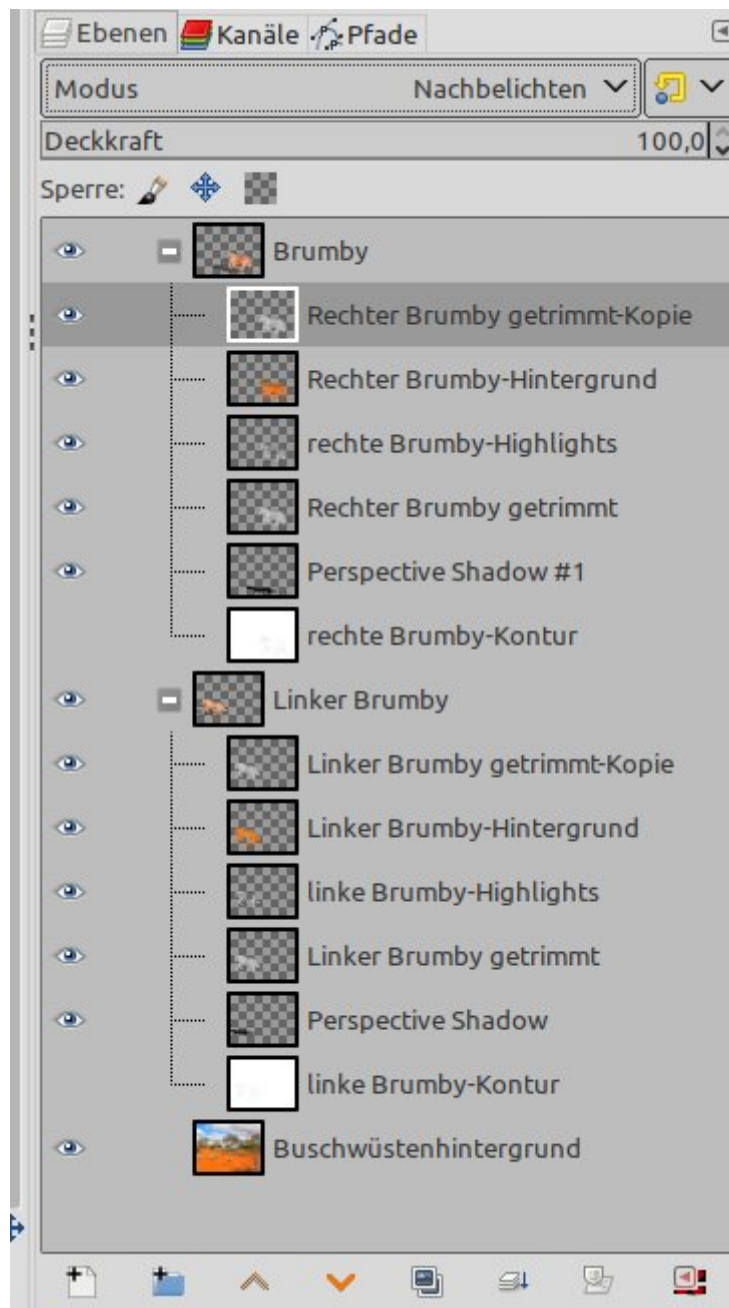 Ebenen Kanäle Pfade
Modus Nachbelichten
Deckkraft 100,0
Sperre:
Brumby
Rechter Brumby getrimmt-Kopie
Rechter Brumby-Hintergrund
rechte Brumby-Highlights
Rechter Brumby getrimmt
Perspective Shadow #1
rechte Brumby-Kontur
Linker Brumby
Linker Brumby getrimmt-Kopie
Linker Brumby-Hintergrund
linke Brumby-Highlights
Linker Brumby getrimmt
Perspective Shadow
linke Brumby-Kontur
Buschwüstenhintergrund